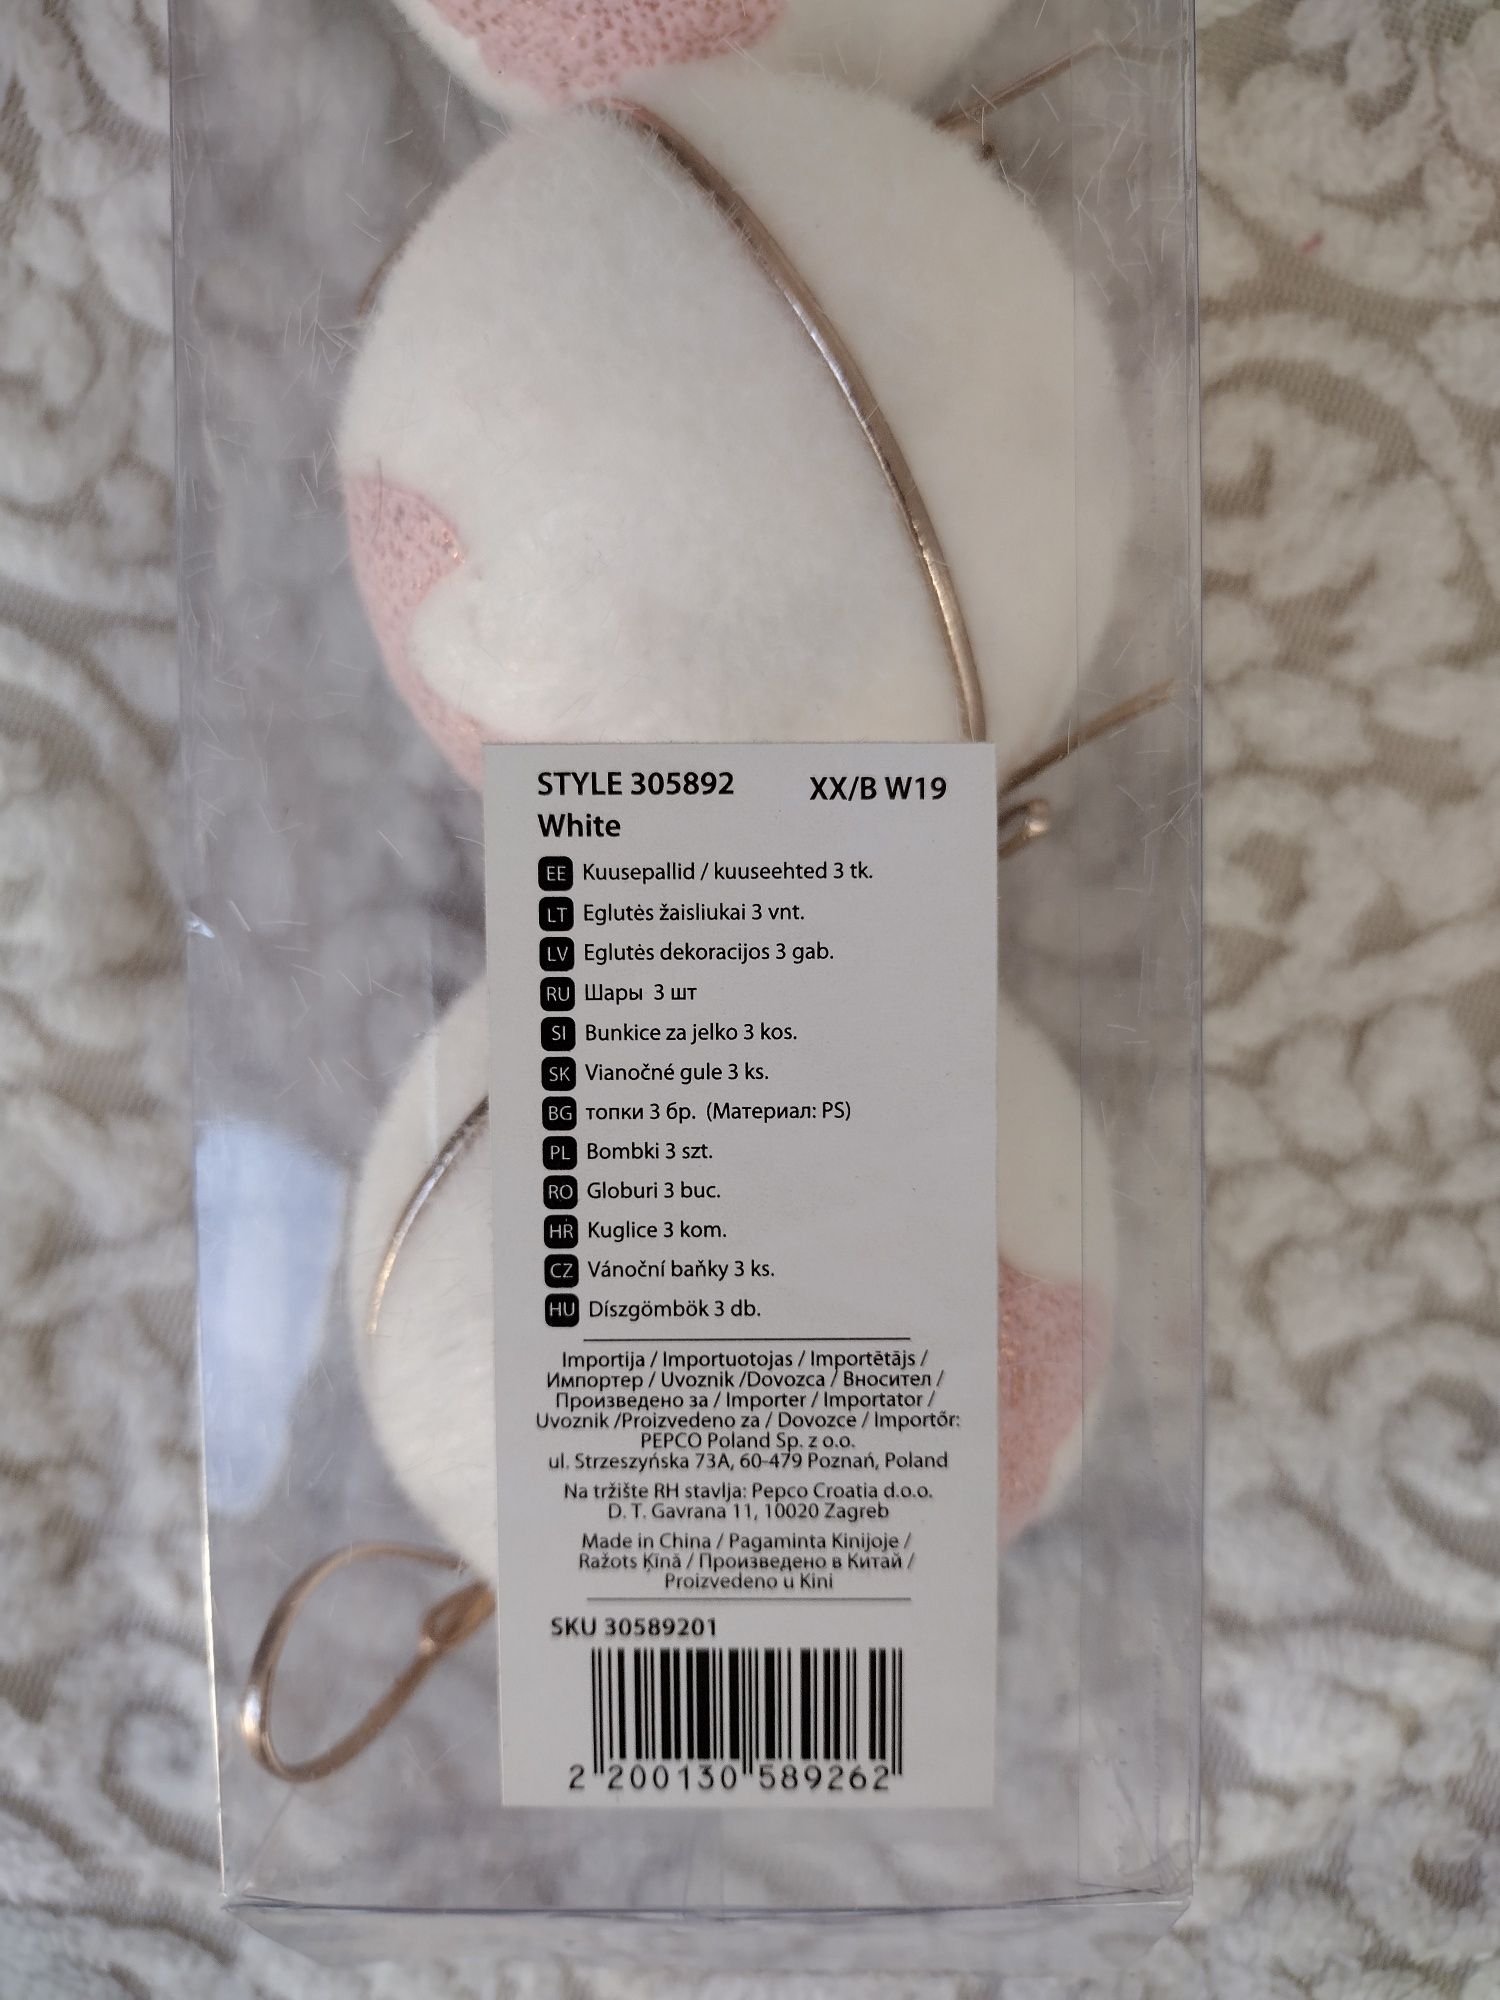 STYLE 305892 XX/B W19
White
EE Kuusepallid / kuuseehted 3 tk.
LT Eglutės žaisliukai 3 vnt.
LV Eglutės dekoracijos 3 gab.
RU Шары 3 шт
SI Bunkice za jelko 3 kos.
SK Vianočné gule 3 ks.
BG топки 3 бр. (Материал: PS)
PL Bombki 3 szt.
RO Globuri 3 buc.
HR Kuglice 3 kom.
CZ Vánoční baňky 3 ks.
HU Díszgömbök 3 db.
Importija / Importuotojas / Importētājs /
Импортер / Uvoznik /Dovozca / Вносител /
Произведено за / Importer / Importator /
Uvoznik /Proizvedeno za / Dovozce / Importőr:
PEPCO Poland Sp. z o.o.
ul. Strzeszyńska 73A, 60-479 Poznań, Poland
Na tržište RH stavlja: Pepco Croatia d.o.o.
D. T. Gavrana 11, 10020 Zagreb
Made in China / Pagaminta Kinijoje /
Ražots Ķīnā / Произведено в Китай /
Proizvedeno u Kini
SKU 30589201
2 200130 589262